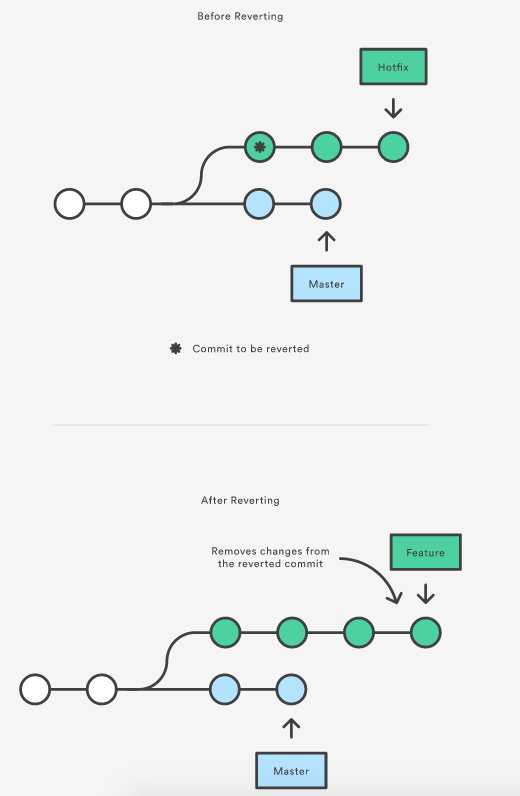 Before Reverting
Hotfix
Master
Commit to be reverted
After Reverting
Removes changes from
the reverted commit
Feature
Master